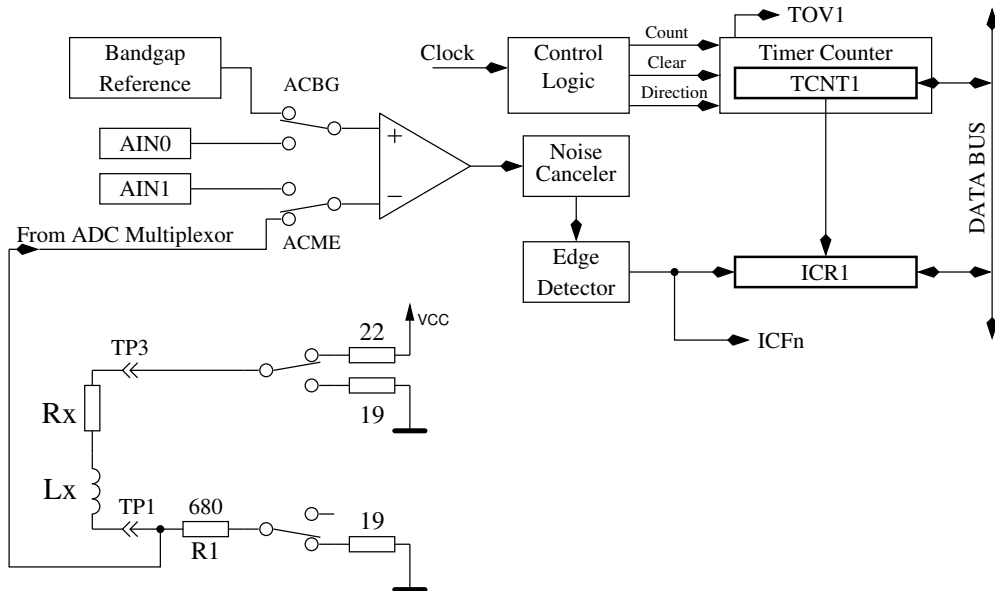 TOV1
Bandgap
Reference
ACBG
Clock
Control
Logic
Count
Clear
Direction
Timer Counter
TCNT1
AIN0
AIN1
+
−
Noise
Canceler
From ADC Multiplexor
ACME
Edge
Detector
ICR1
DATA BUS
ICFn
VCC
22
TP3
19
Rx
Lx
TP1
680
R1
19